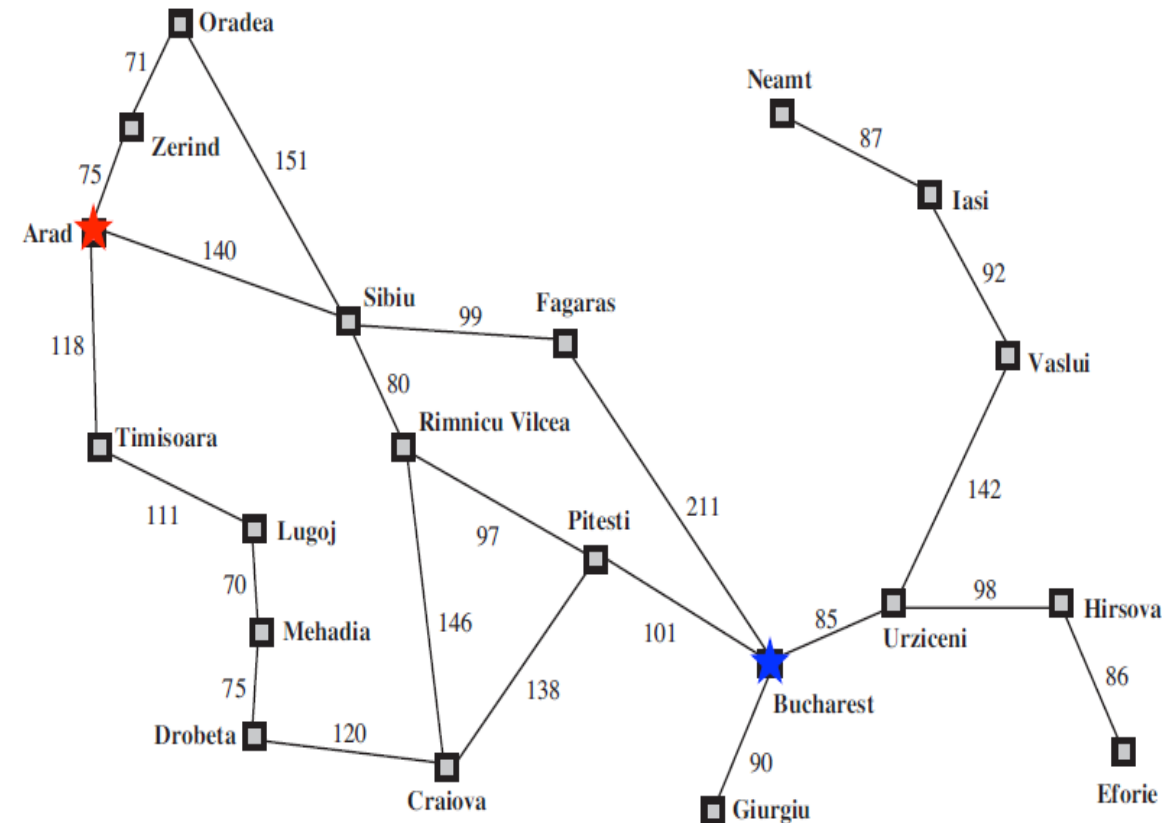 Oradea
71
Neamt
Zerind
87
151
75
Iasi
Arad
140
92
Sibiu
Fagaras
99
118
Vaslui
80
Rimnicu Vilcea
Timisoara
142
111
211
Lugoj
97
Pitesti
70
98
Hirsova
146
85
Mehadia
101
Urziceni
86
75
138
Bucharest
Drobeta
120
90
Eforie
Craiova
Giurgiu